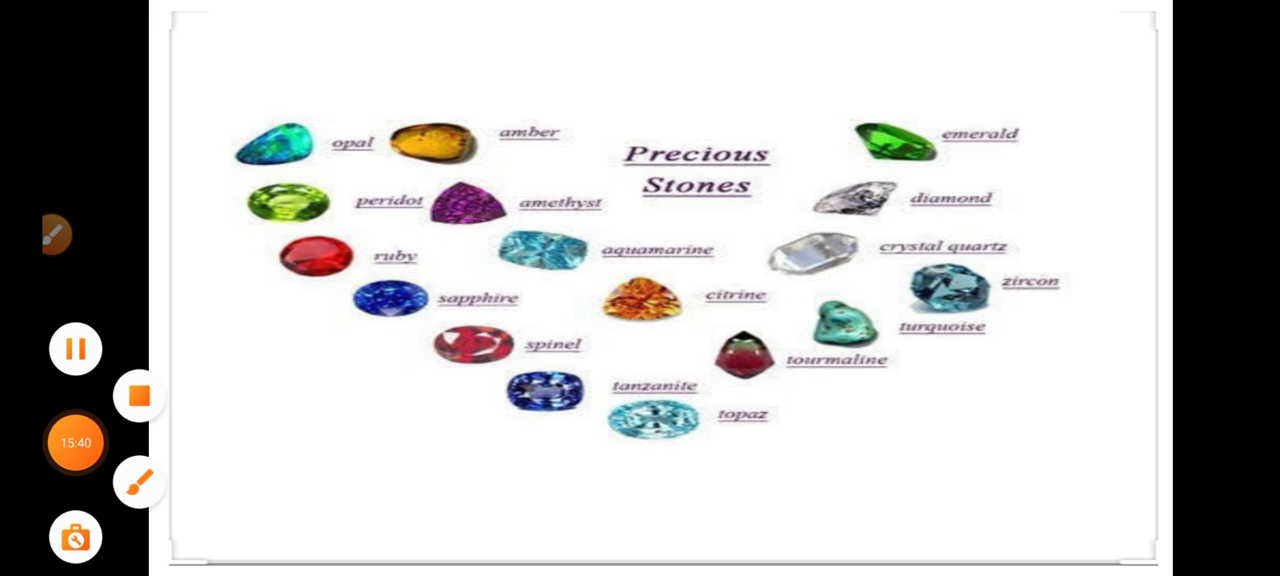 opal
amber
Precious
Stones
emerald
peridot
amethyst
diamond
ruby
aquamarine
crystal quartz
sapphire
citrine
zircon
spinel
turquoise
tourmaline
tanzanite
topaz
15:40